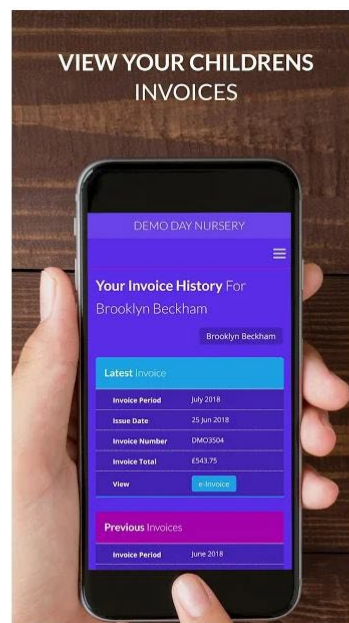 VIEW YOUR CHILDRENS
INVOICES
DEMO DAY NURSERY
Your Invoice History For
Brooklyn Beckham
Brooklyn Beckham
Latest Invoice
Invoice Period July 2018
Issue Date 25 Jun 2018
Invoice Number DMO3504
Invoice Total £543.75
View e-Invoice
Previous Invoices
Invoice Period June 2018